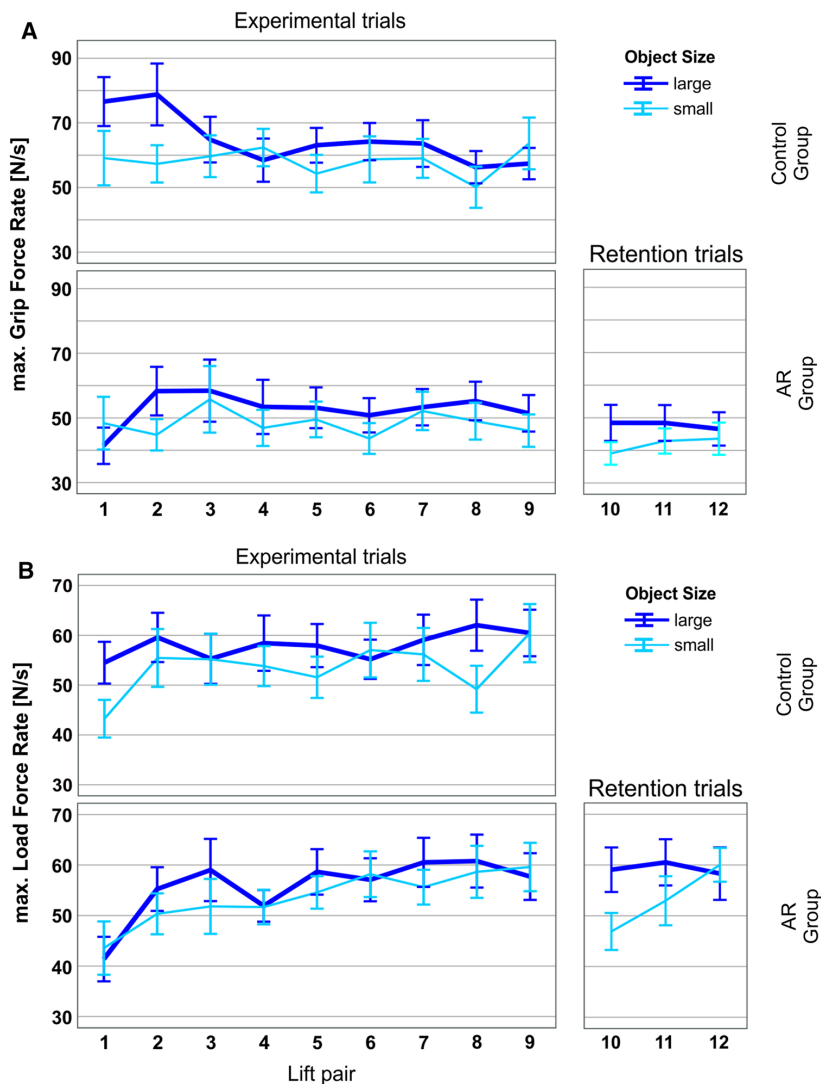 A
Experimental trials
Object Size
large
small
max. Grip Force Rate [N/s]
90
70
50
30
Control
Group
Retention trials
90
70
50
30
AR
Group
1 2 3 4 5 6 7 8 9
10 11 12
B
Experimental trials
Object Size
large
small
max. Load Force Rate [N/s]
70
60
50
40
30
Control
Group
Retention trials
70
60
50
40
30
AR
Group
1 2 3 4 5 6 7 8 9
10 11 12
Lift pair